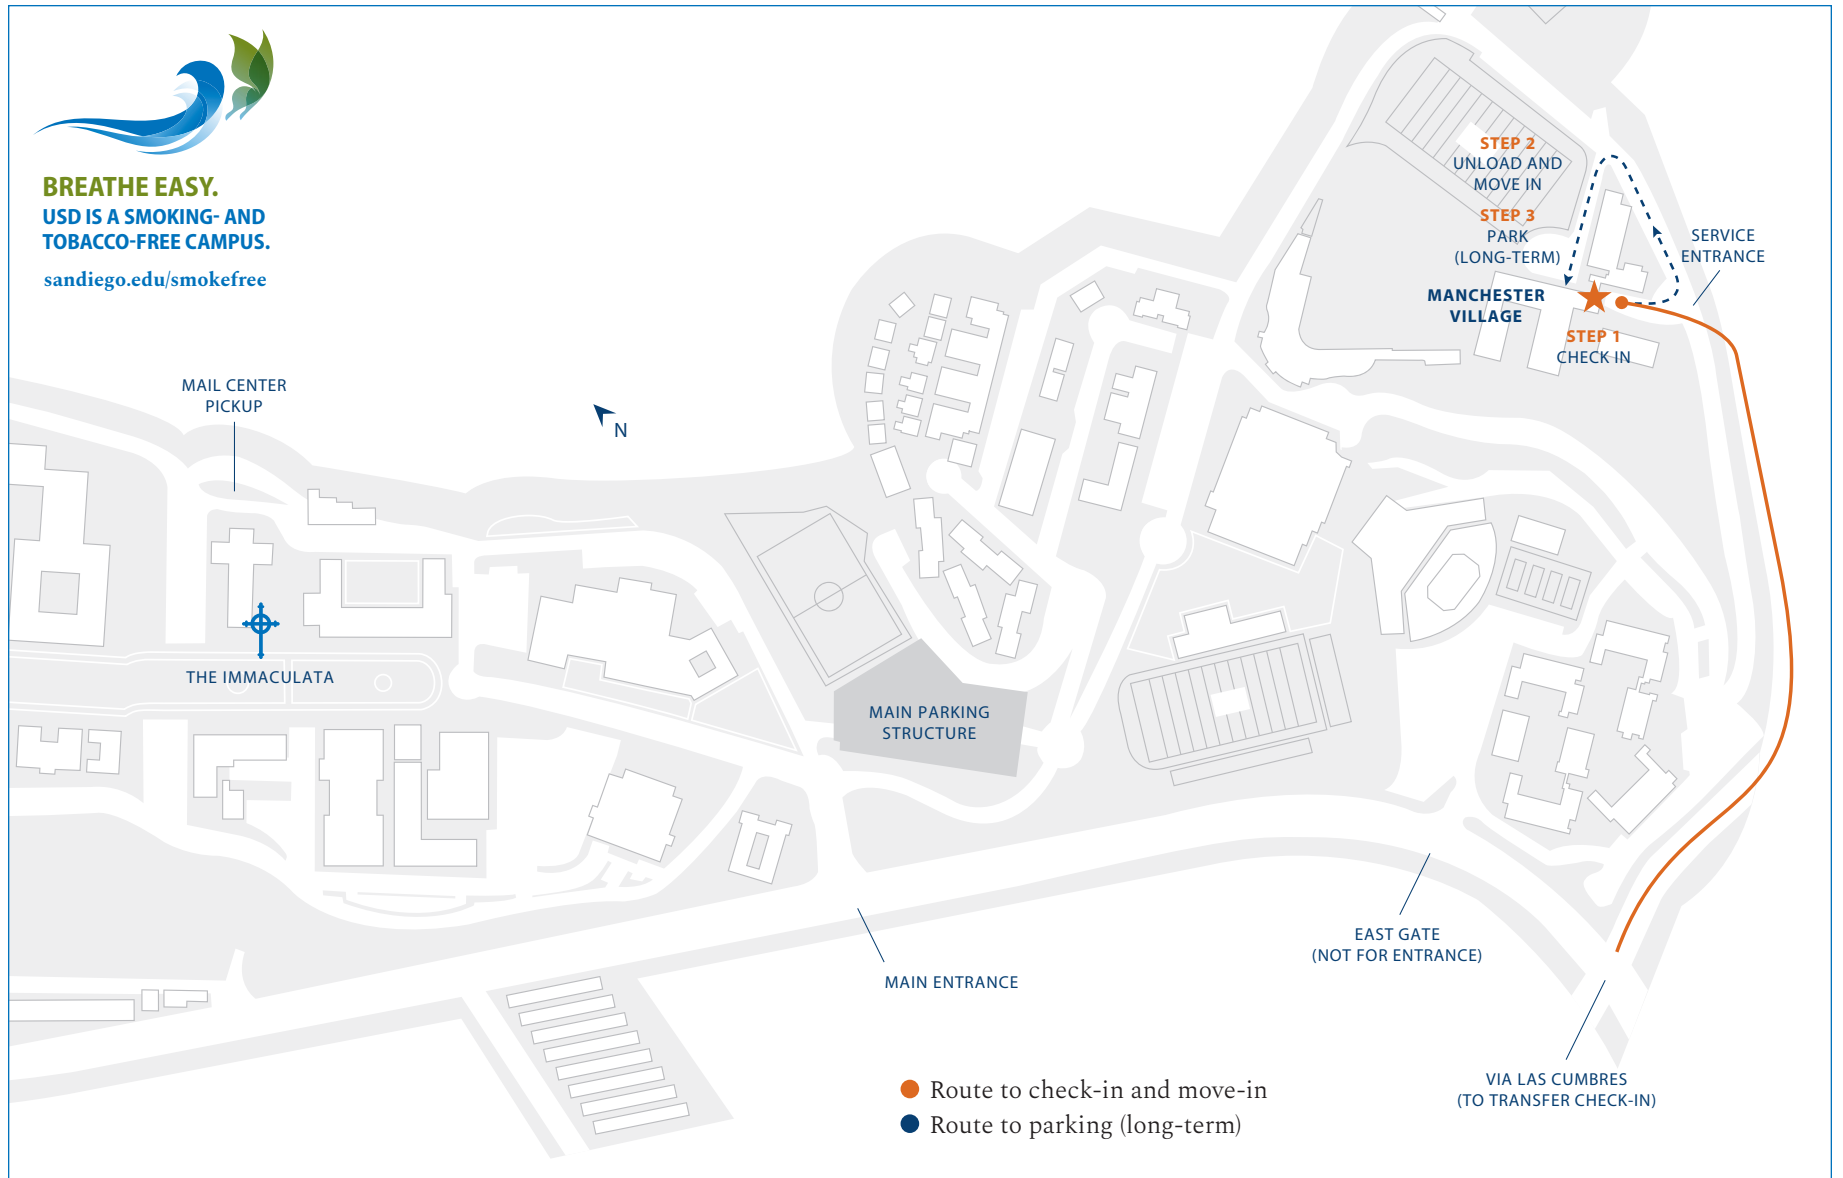 BREATHE EASY.
USD IS A SMOKING- AND
TOBACCO-FREE CAMPUS.
sandiego.edu/smokefree
STEP 2
UNLOAD AND
MOVE IN
STEP 3
PARK
(LONG-TERM)
SERVICE
ENTRANCE
MANCHESTER
VILLAGE
STEP 1
CHECK IN
MAIL CENTER
PICKUP
N
THE IMMACULATA
MAIN PARKING
STRUCTURE
EAST GATE
(NOT FOR ENTRANCE)
MAIN ENTRANCE
VIA LAS CUMBRES
(TO TRANSFER CHECK-IN)
Route to check-in and move-in
Route to parking (long-term)